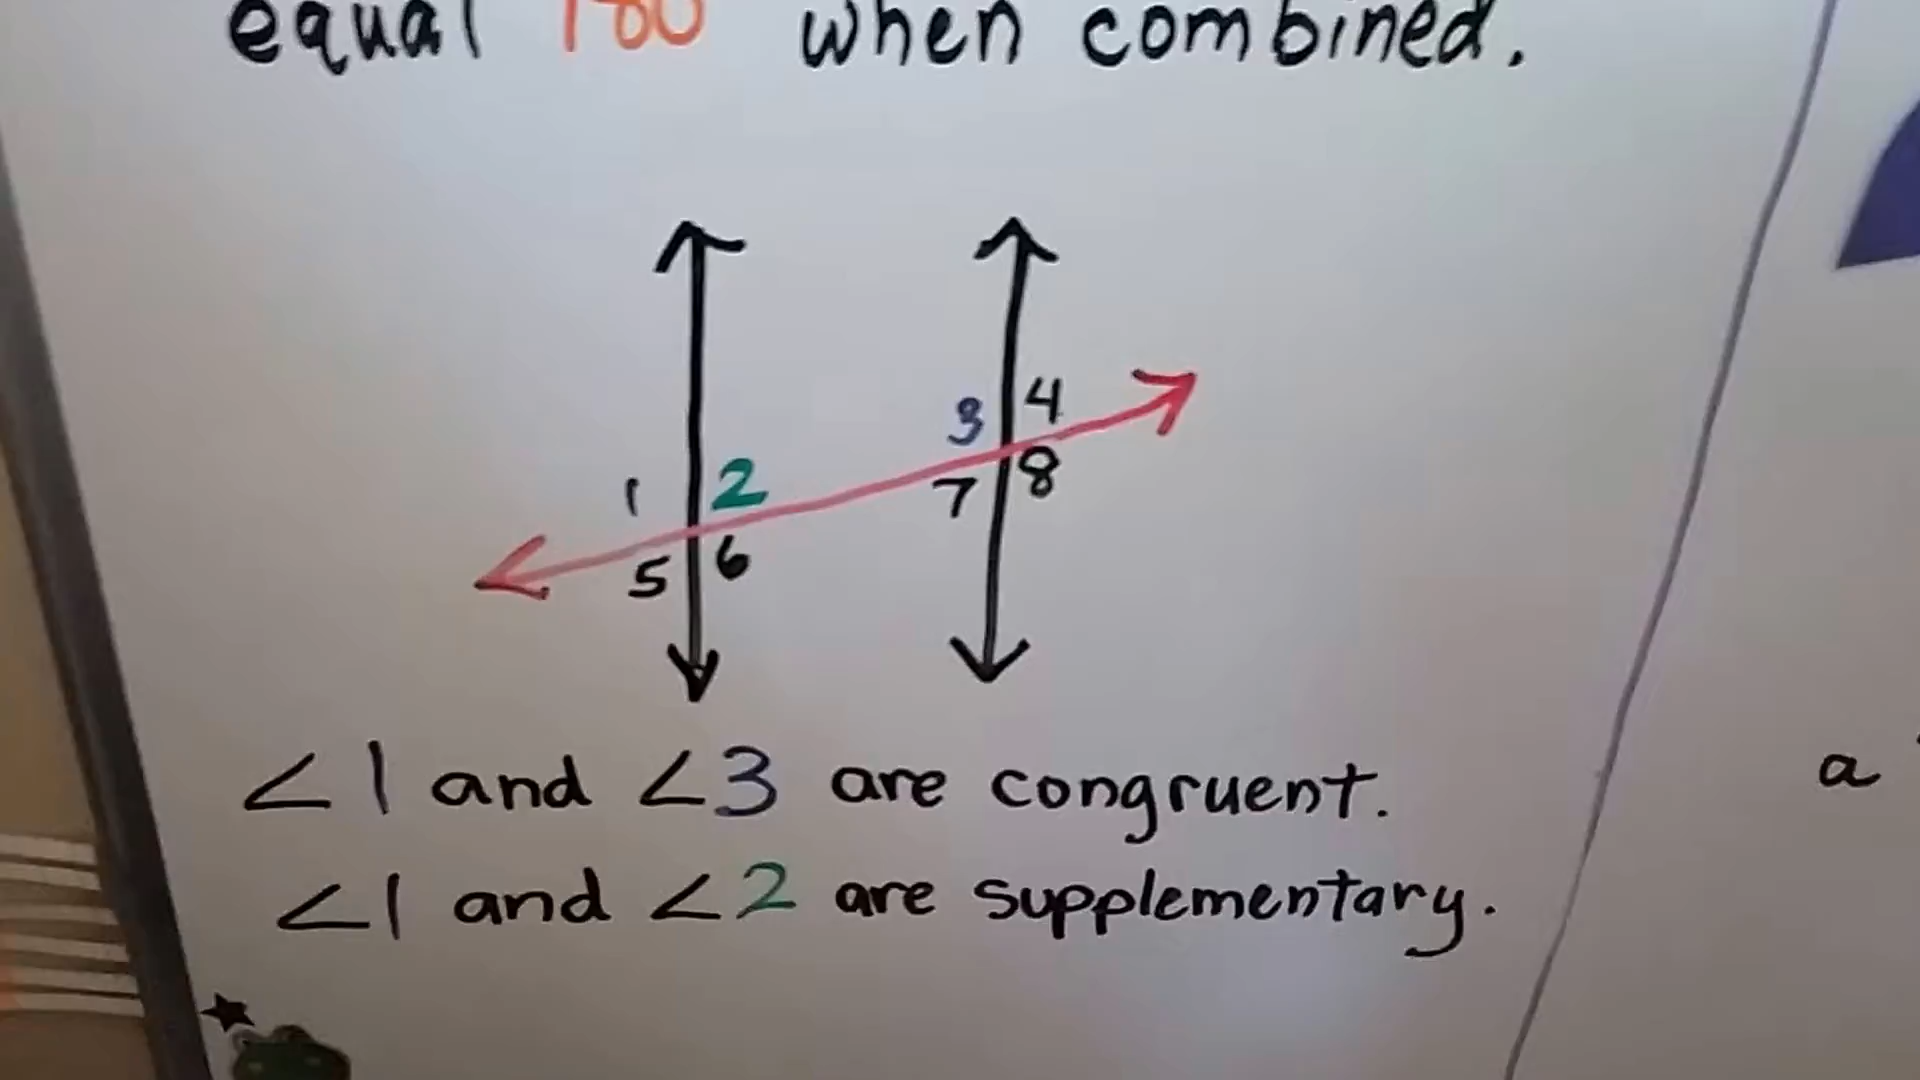 equal 180 when combined.
3 4
1 2
7 8
5 6
∠1 and ∠3 are congruent.
a
∠1 and ∠2 are supplementary.